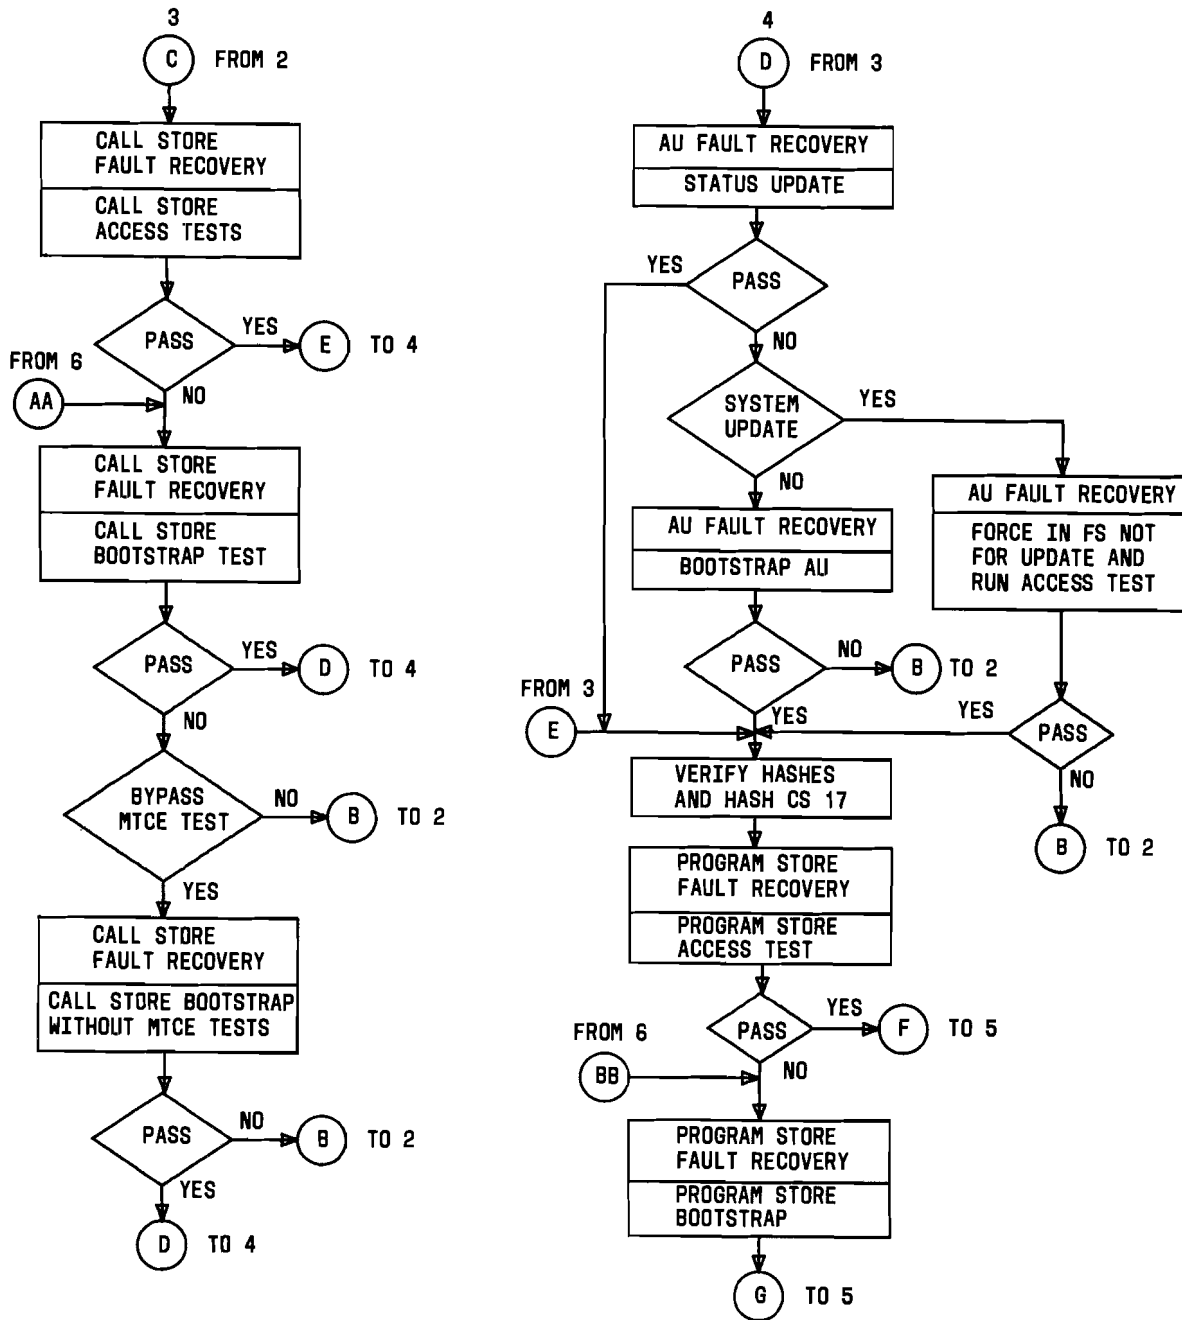 3
C FROM 2
CALL STORE
FAULT RECOVERY
CALL STORE
ACCESS TESTS
PASS
YES
E TO 4
NO
FROM 6
AA
CALL STORE
FAULT RECOVERY
CALL STORE
BOOTSTRAP TEST
PASS
YES
D TO 4
NO
BYPASS
MTCE TEST
NO
B TO 2
YES
CALL STORE
FAULT RECOVERY
CALL STORE BOOTSTRAP
WITHOUT MTCE TESTS
PASS
NO
B TO 2
YES
D TO 4
4
D FROM 3
AU FAULT RECOVERY
STATUS UPDATE
YES
PASS
NO
SYSTEM
UPDATE
YES
NO
AU FAULT RECOVERY
BOOTSTRAP AU
AU FAULT RECOVERY
FORCE IN FS NOT
FOR UPDATE AND
RUN ACCESS TEST
PASS
NO
B TO 2
YES
FROM 3
E
YES
PASS
NO
B TO 2
VERIFY HASHES
AND HASH CS 17
PROGRAM STORE
FAULT RECOVERY
PROGRAM STORE
ACCESS TEST
PASS
YES
F TO 5
NO
FROM 6
BB
PROGRAM STORE
FAULT RECOVERY
PROGRAM STORE
BOOTSTRAP
G TO 5